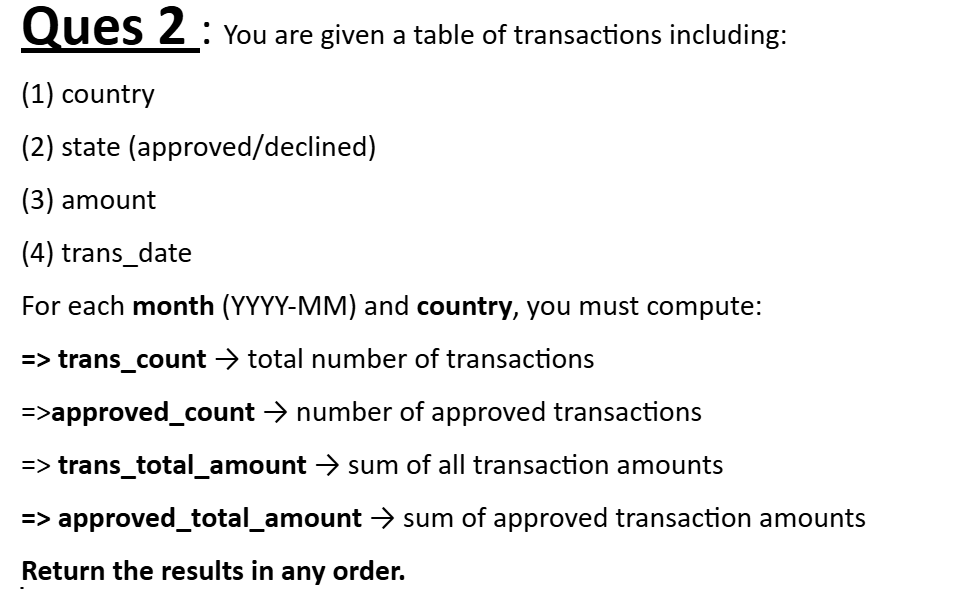 Ques 2 : You are given a table of transactions including:
(1) country
(2) state (approved/declined)
(3) amount
(4) trans_date
For each month (YYYY-MM) and country, you must compute:
=> trans_count → total number of transactions
=>approved_count → number of approved transactions
=> trans_total_amount → sum of all transaction amounts
=> approved_total_amount → sum of approved transaction amounts
Return the results in any order.